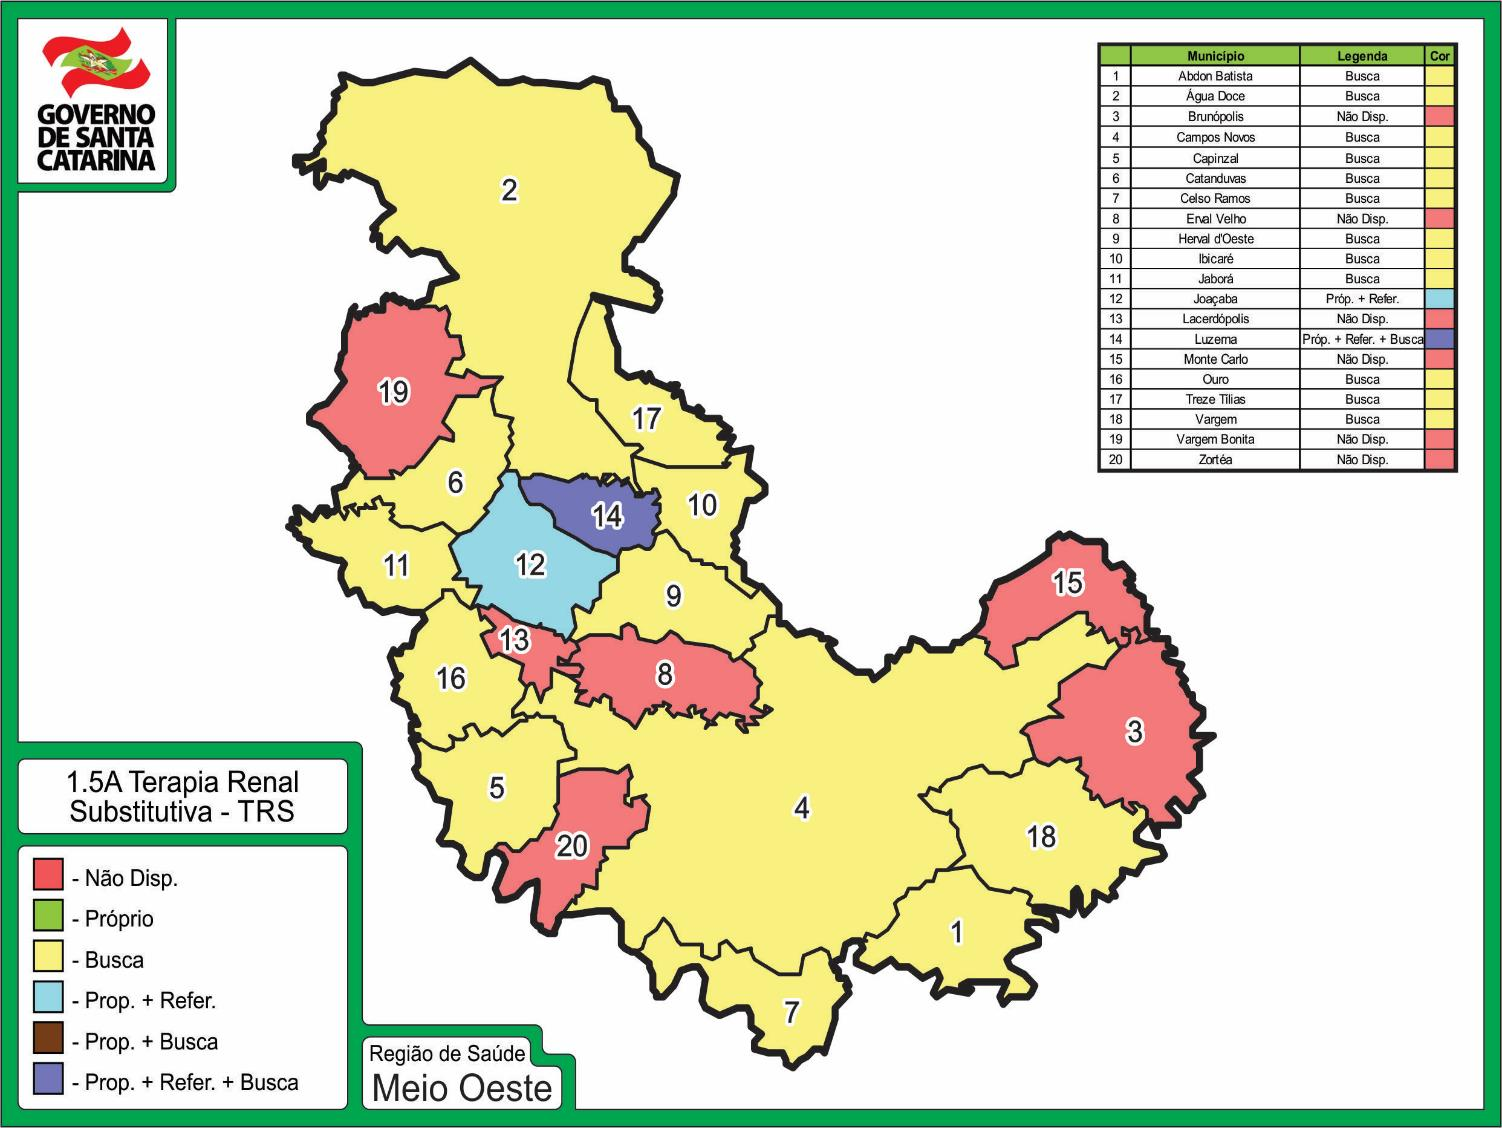 GOVERNO
DE SANTA
CATARINA
Município Legenda Cor
1 Abdon Batista Busca
2 Água Doce Busca
3 Brunópolis Não Disp.
4 Campos Novos Busca
5 Capinzal Busca
6 Catanduvas Busca
7 Celso Ramos Busca
8 Erval Velho Não Disp.
9 Herval d'Oeste Busca
10 Ibicaré Busca
11 Jaborá Busca
12 Joaçaba Próp. + Refer.
13 Lacerdópolis Não Disp.
14 Luzerna Próp. + Refer. + Busca
15 Monte Carlo Não Disp.
16 Ouro Busca
17 Treze Tílias Busca
18 Vargem Busca
19 Vargem Bonita Não Disp.
20 Zortéa Não Disp.
2
19
17
6
10
14
12
11
15
9
13
16
8
3
5
4
20
18
1
7
1.5A Terapia Renal
Substitutiva - TRS
- Não Disp.
- Próprio
- Busca
- Prop. + Refer.
- Prop. + Busca
- Prop. + Refer. + Busca
Região de Saúde
Meio Oeste